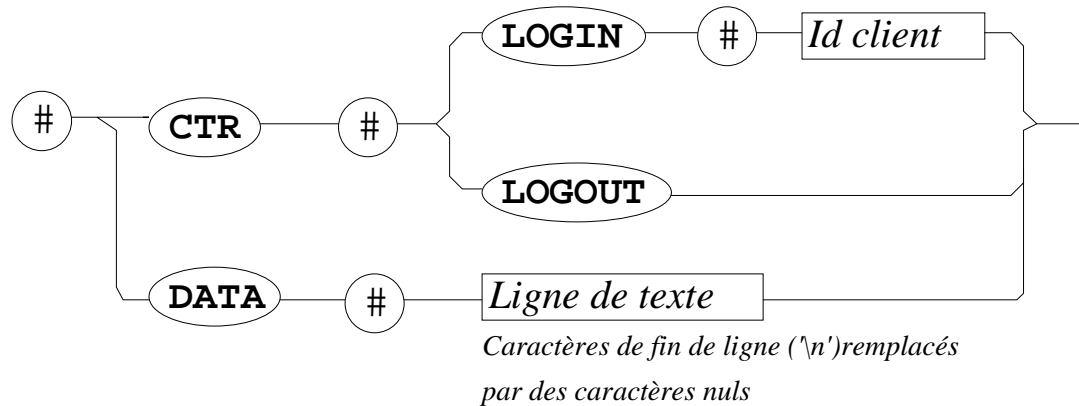 LOGIN # Id client
# CTR #
LOGOUT
DATA # Ligne de texte
Caractères de fin de ligne ('\n')remplacés
par des caractères nuls